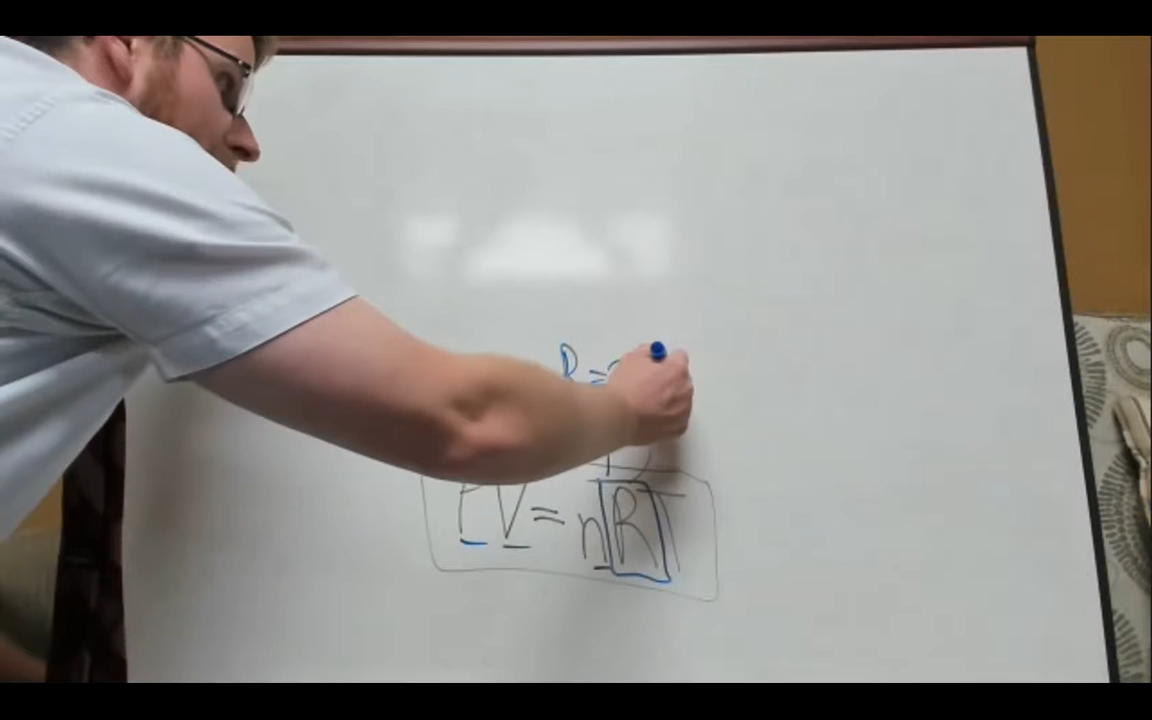 R =
PV = nRT